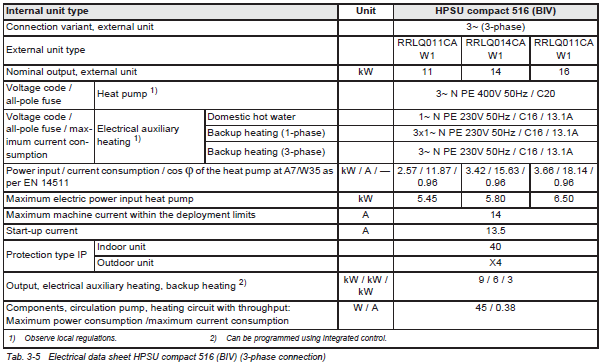 Internal unit type Unit HPSU compact 516 (BIV)
Connection variant, external unit 3~ (3-phase)
External unit type RRLQ011CA RRLQ014CA RRLQ011CA
W1 W1 W1
Nominal output, external unit kW 11 14 16
Voltage code /
all-pole fuse Heat pump 1) 3~ N PE 400V 50Hz / C20
Voltage code /
all-pole fuse / max-
imum current con-
sumption
Electrical auxiliary
heating 1)
Domestic hot water 1~ N PE 230V 50Hz / C16 / 13.1A
Backup heating (1-phase) 3x1~ N PE 230V 50Hz / C16 / 13.1A
Backup heating (3-phase) 3~ N PE 230V 50Hz / C16 / 13.1A
Power input / current consumption / cos φ of the heat pump at A7/W35 as
per EN 14511
kW / A / —
2.57 / 11.87 / 3.42 / 15.63 / 3.66 / 18.14 /
0.96 0.96 0.96
Maximum electric power input heat pump kW 5.45 5.80 6.50
Maximum machine current within the deployment limits A 14
Start-up current A 13.5
Protection type IP
Indoor unit 40
Outdoor unit X4
Output, electrical auxiliary heating, backup heating 2)
kW / kW /
kW
9 / 6 / 3
Components, circulation pump, heating circuit with throughput:
Maximum power consumption /maximum current consumption
W / A 45 / 0.38
1) Observe local regulations. 2) Can be programmed using integrated control.
Tab. 3-5 Electrical data sheet HPSU compact 516 (BIV) (3-phase connection)